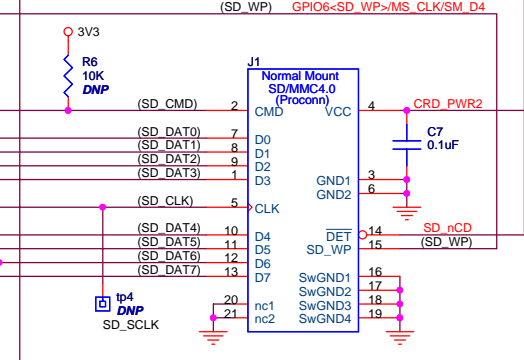 (SD_WP) GPIO6<SD_WP>/MS_CLK/SM_D4
3V3
R6
10K
DNP
J1
Normal Mount
SD/MMC4.0
(Proconn)
(SD_CMD) 2 CMD VCC 4 CRD_PWR2
C7
0.1uF
(SD_DAT0) 7 D0
(SD_DAT1) 8 D1
(SD_DAT2) 9 D2
(SD_DAT3) 1 D3
GND1 3
GND2 6
(SD_CLK) 5 CLK
(SD_DAT4) 10 D4 DET 14 SD_nCD
(SD_DAT5) 11 D5 SD_WP 15 (SD_WP)
(SD_DAT6) 12 D6
(SD_DAT7) 13 D7 SwGND1 16
SwGND2 17
20 nc1 SwGND3 18
21 nc2 SwGND4 19
tp4
DNP
SD_SCLK